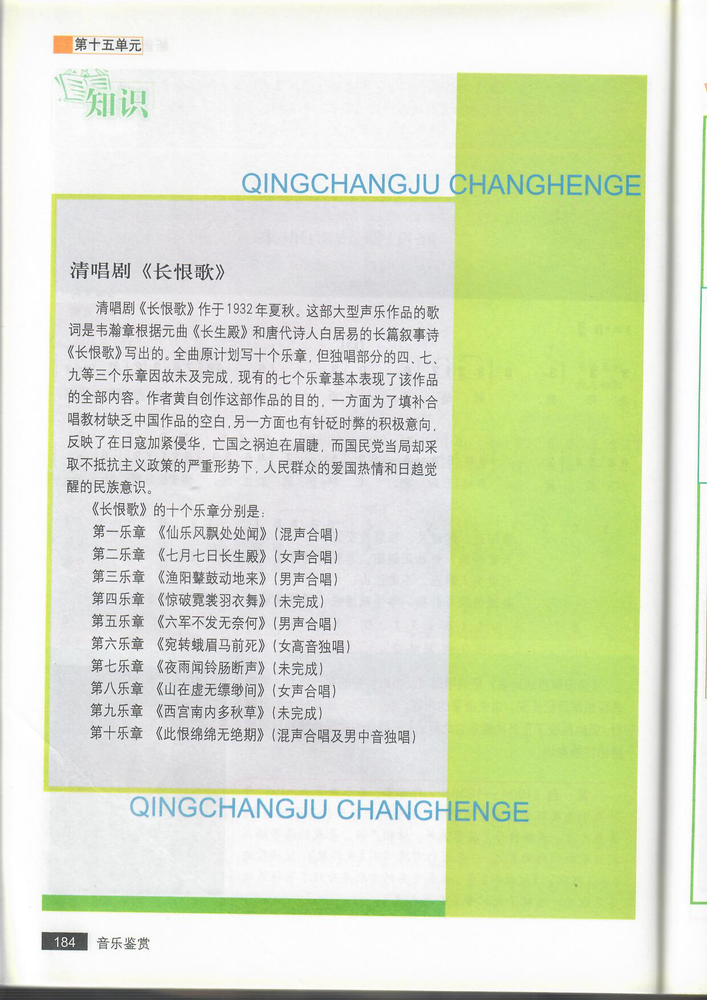 第十五单元
知识
QINGCHANGJU CHANGHENGE
清唱剧《长恨歌》
清唱剧《长恨歌》作于1932年夏秋。这部大型声乐作品的歌
词是韦瀚章根据元曲《长生殿》和唐代诗人白居易的长篇叙事诗
《长恨歌》写出的。全曲原计划写十个乐章,但独唱部分的四、七、
九等三个乐章因故未及完成,现有的七个乐章基本表现了该作品
的全部内容。作者黄自创作这部作品的目的,一方面为了填补合
唱教材缺乏中国作品的空白,另一方面也有针砭时弊的积极意向,
反映了在日寇加紧侵华,亡国之祸迫在眉睫,而国民党当局却采
取不抵抗主义政策的严重形势下,人民群众的爱国热情和日趋觉
醒的民族意识。
《长恨歌》的十个乐章分别是:
第一乐章 《仙乐风飘处处闻》(混声合唱)
第二乐章 《七月七日长生殿》(女声合唱)
第三乐章 《渔阳鼙鼓动地来》(男声合唱)
第四乐章 《惊破霓裳羽衣舞》(未完成)
第五乐章 《六军不发无奈何》(男声合唱)
第六乐章 《宛转蛾眉马前死》(女高音独唱)
第七乐章 《夜雨闻铃肠断声》(未完成)
第八乐章 《山在虚无缥缈间》(女声合唱)
第九乐章 《西宫南内多秋草》(未完成)
第十乐章 《此恨绵绵无绝期》(混声合唱及男中音独唱)
QINGCHANGJU CHANGHENGE
184 音乐鉴赏